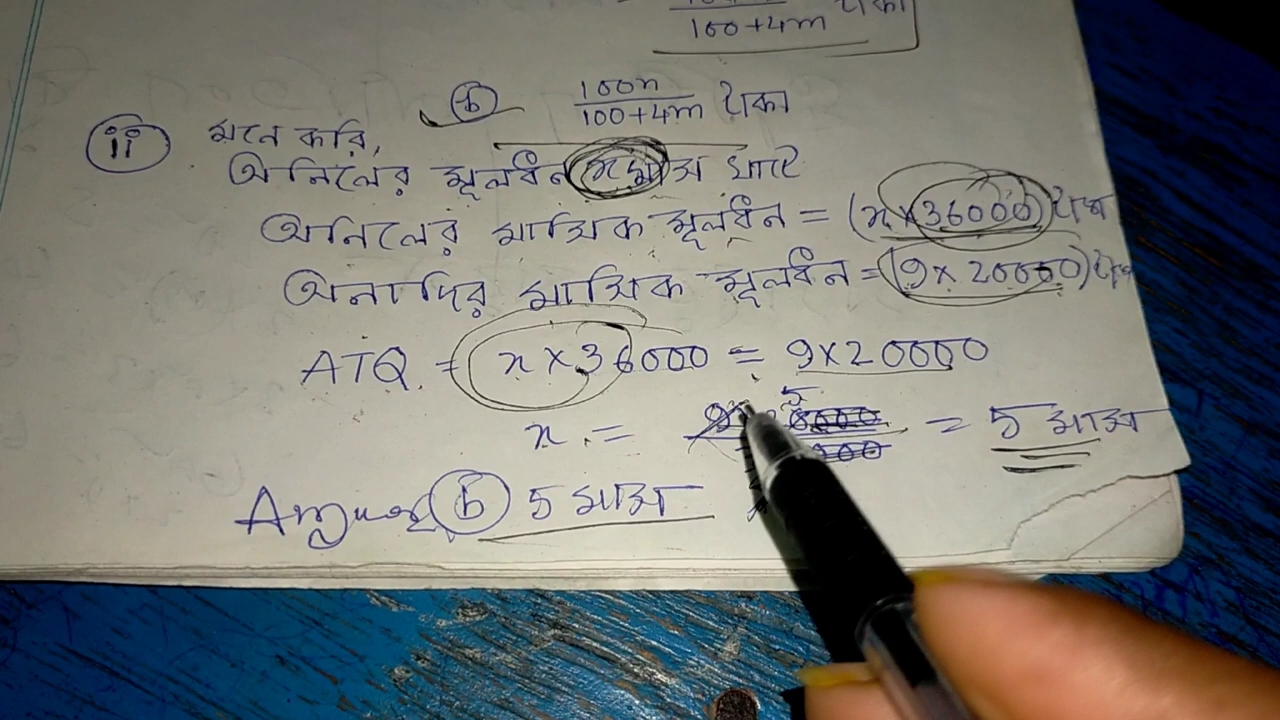 100+4m টাকা
b 100n/100+4m টাকা
ii মনে করি,
অনিলের মূলধন মাস খাটে
অনিলের মাসিক মূলধন = (n×36000) টাকা
অনাদির মাসিক মূলধন = (9×20000)
ATQ. = n×36000 = 9×20000
n = = 5 মাস
5
b 5 মাস